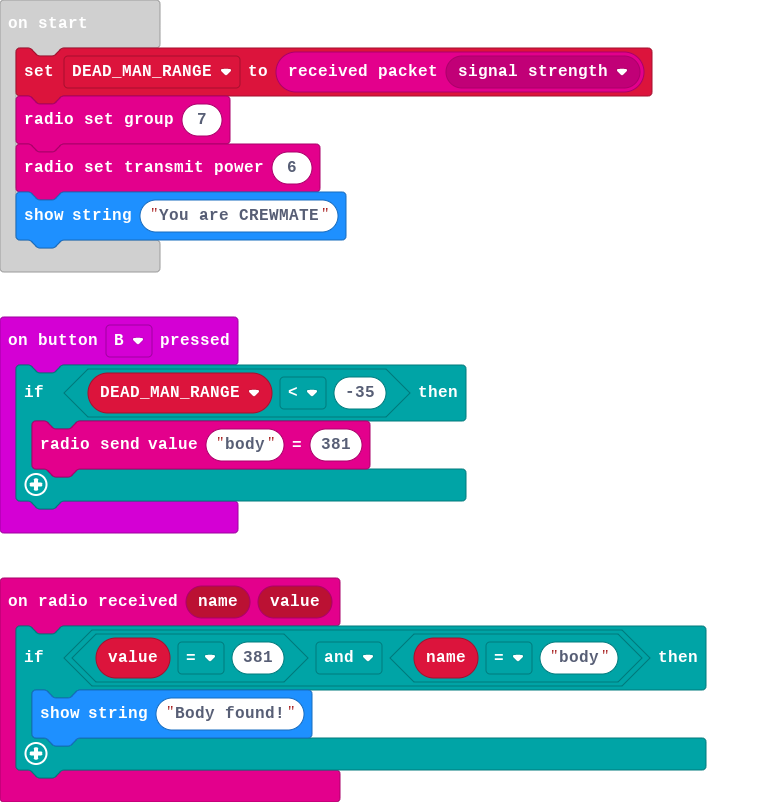 on start
set DEAD_MAN_RANGE to received packet signal strength
radio set group 7
radio set transmit power 6
show string "You are CREWMATE"
on button B pressed
if DEAD_MAN_RANGE < -35 then
radio send value "body" = 381
on radio received name value
if value = 381 and name = "body" then
show string "Body found!"